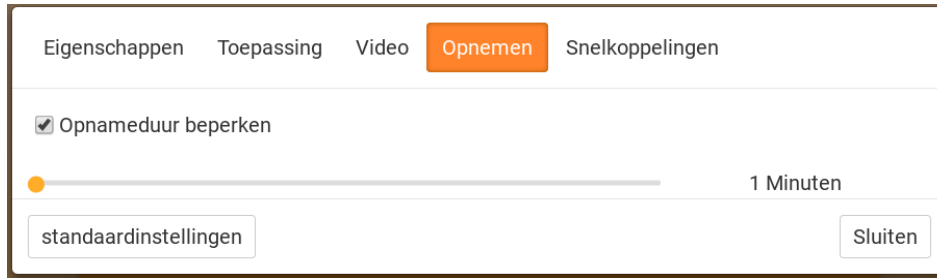 Eigenschappen Toepassing Video Opnemen Snelkoppelingen
Opnameduur beperken
1 Minuten
standaardinstellingen Sluiten